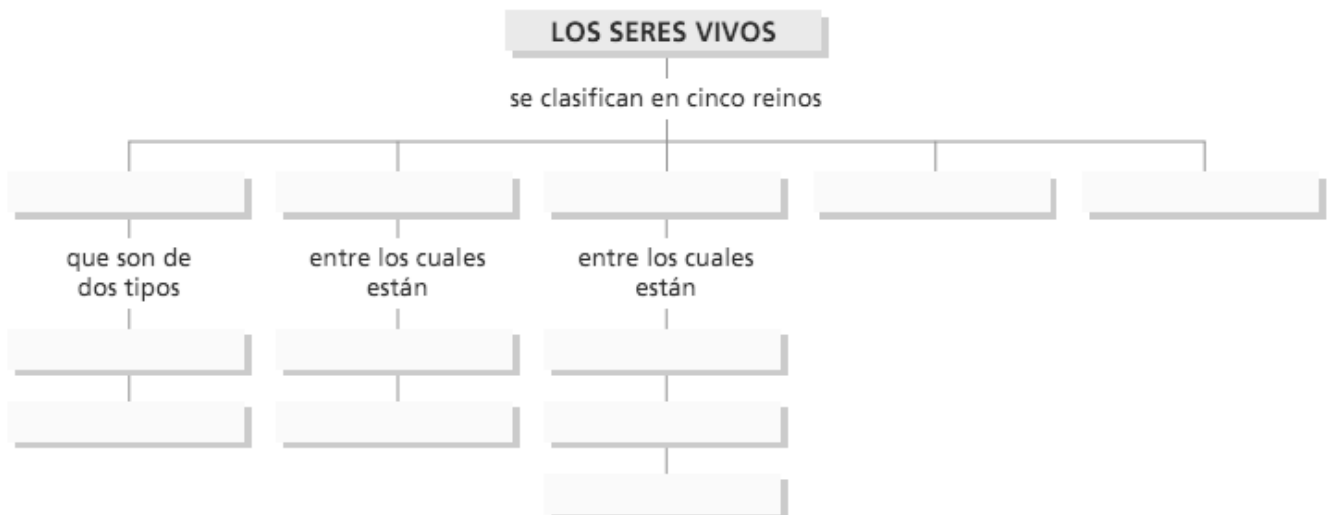 LOS SERES VIVOS
se clasifican en cinco reinos
que son de
dos tipos
entre los cuales
están
entre los cuales
están